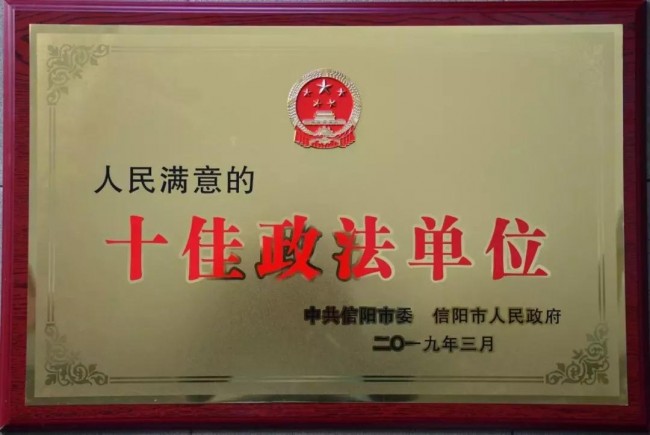 人民满意的
十佳政法单位
中共信阳市委 信阳市人民政府
二〇一九年三月